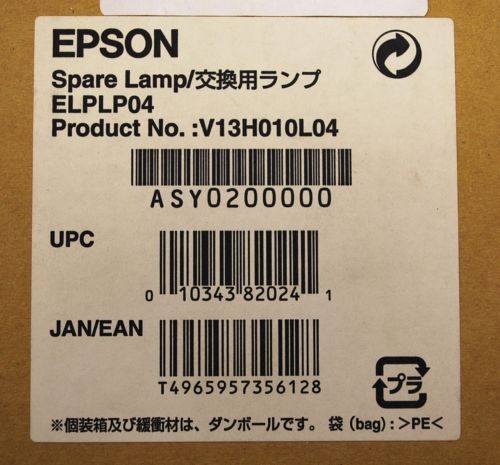 EPSON
Spare Lamp/交換用ランプ
ELPLP04
Product No. :V13H010L04
ASY0200000
UPC
0 10343 82024 1
JAN/EAN
T4965957356128
プラ
※個装箱及び緩衝材は、ダンボールです。 袋 (bag) : >PE<